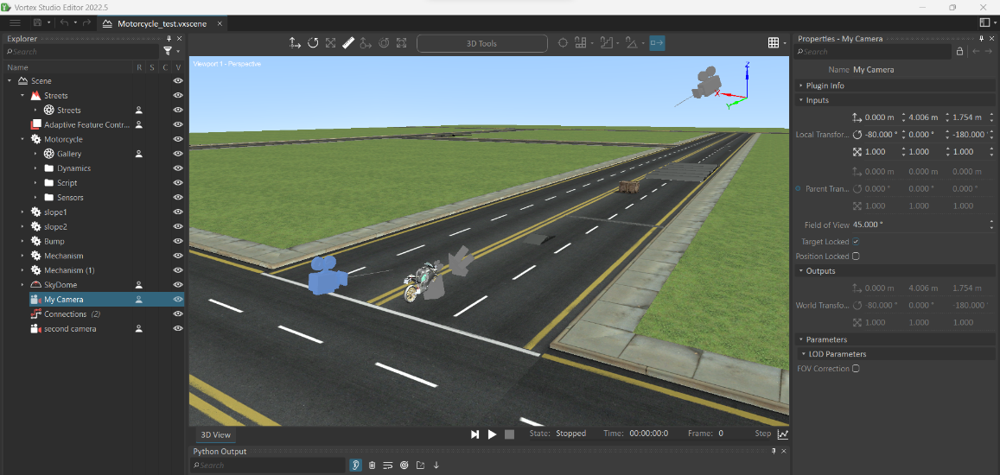 Vortex Studio Editor 2022.5
Motorcycle_test.vxscene
Explorer
Search
Name R S C V
Scene
Streets
Streets
Adaptive Feature Contr...
Motorcycle
Gallery
Dynamics
Script
Sensors
slope1
slope2
Bump
Mechanism
Mechanism (1)
SkyDome
My Camera
Connections (2)
second camera
3D Tools
Viewport 1 - Perspective
Z
X
Y
3D View
State: Stopped Time: 00:00:00:0 Frame: 0 Step
Python Output
Search
Properties - My Camera
Search
Name My Camera
Plugin Info
Inputs
0.000 m 4.006 m 1.754 m
Local Transfor... -80.000 ° 0.000 ° -180.000
1.000 1.000 1.000
0.000 m 0.000 m 0.000 m
Parent Tran... 0.000 ° 0.000 ° 0.000 °
1.000 1.000 1.000
Field of View 45.000 °
Target Locked
Position Locked
Outputs
0.000 m 4.006 m 1.754 m
World Transfo... -80.000 ° 0.000 ° -180.000
1.000 1.000 1.000
Parameters
LOD Parameters
FOV Correction